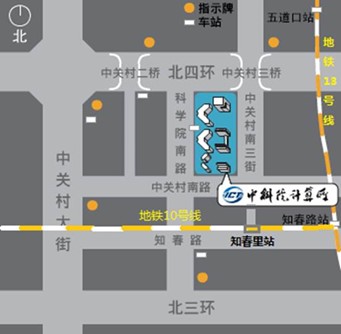 指示牌
车站
北
五道口站
地铁13号线
北四环
中关村二桥
中关村三桥
科学院南路
中关村南三街
中关村大街
中关村南路
ICT 中科院计算所
地铁10号线
知春路站
知春路
知春里站
北三环